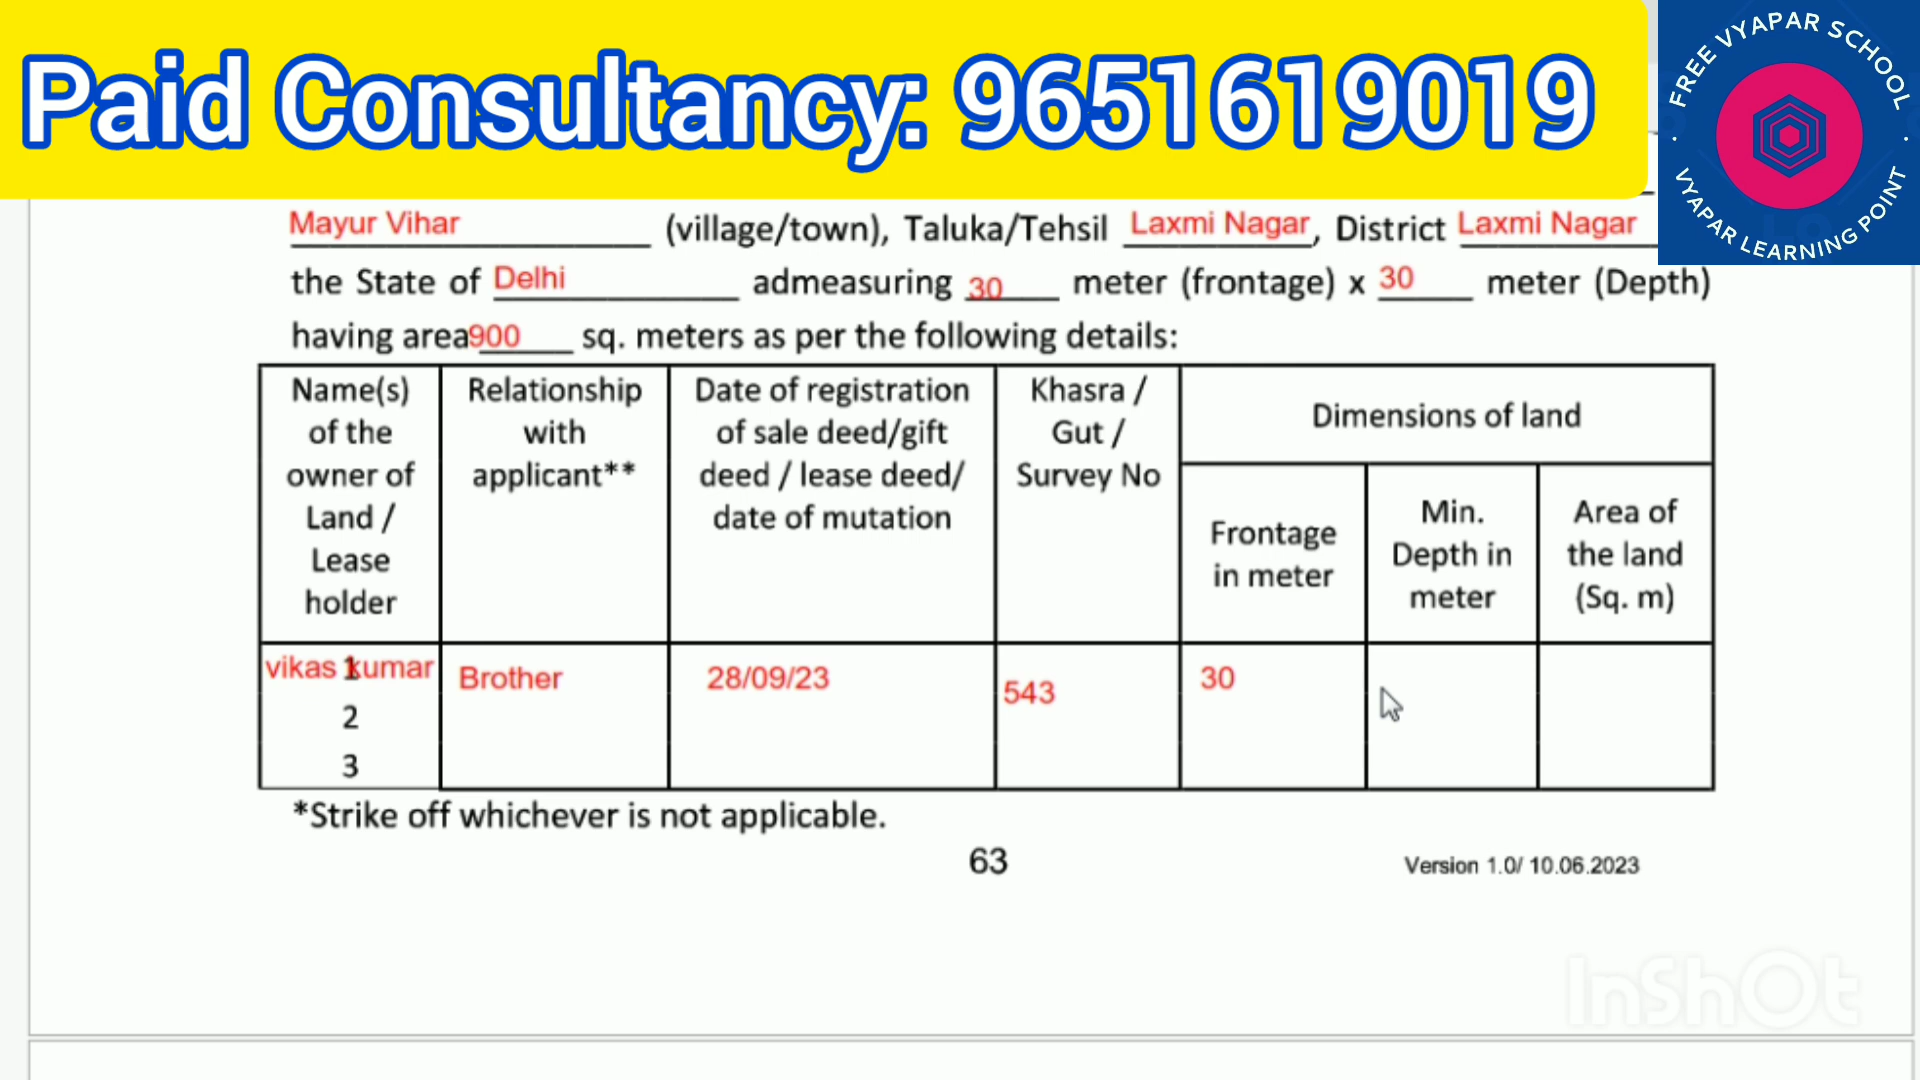 Paid Consultancy: 9651619019
FREE VYAPAR SCHOOL
VYAPAR LEARNING POINT
Mayur Vihar (village/town), Taluka/Tehsil Laxmi Nagar, District Laxmi Nagar
the State of Delhi admeasuring 30 meter (frontage) x 30 meter (Depth)
having area 900 sq. meters as per the following details:
Name(s) of the owner of Land / Lease holder
Relationship with applicant**
Date of registration of sale deed/gift deed / lease deed/ date of mutation
Khasra / Gut / Survey No
Dimensions of land
Frontage in meter
Min. Depth in meter
Area of the land (Sq. m)
1 vikas kumar Brother 28/09/23 543 30
2
3
*Strike off whichever is not applicable.
63
Version 1.0/ 10.06.2023
InShOt